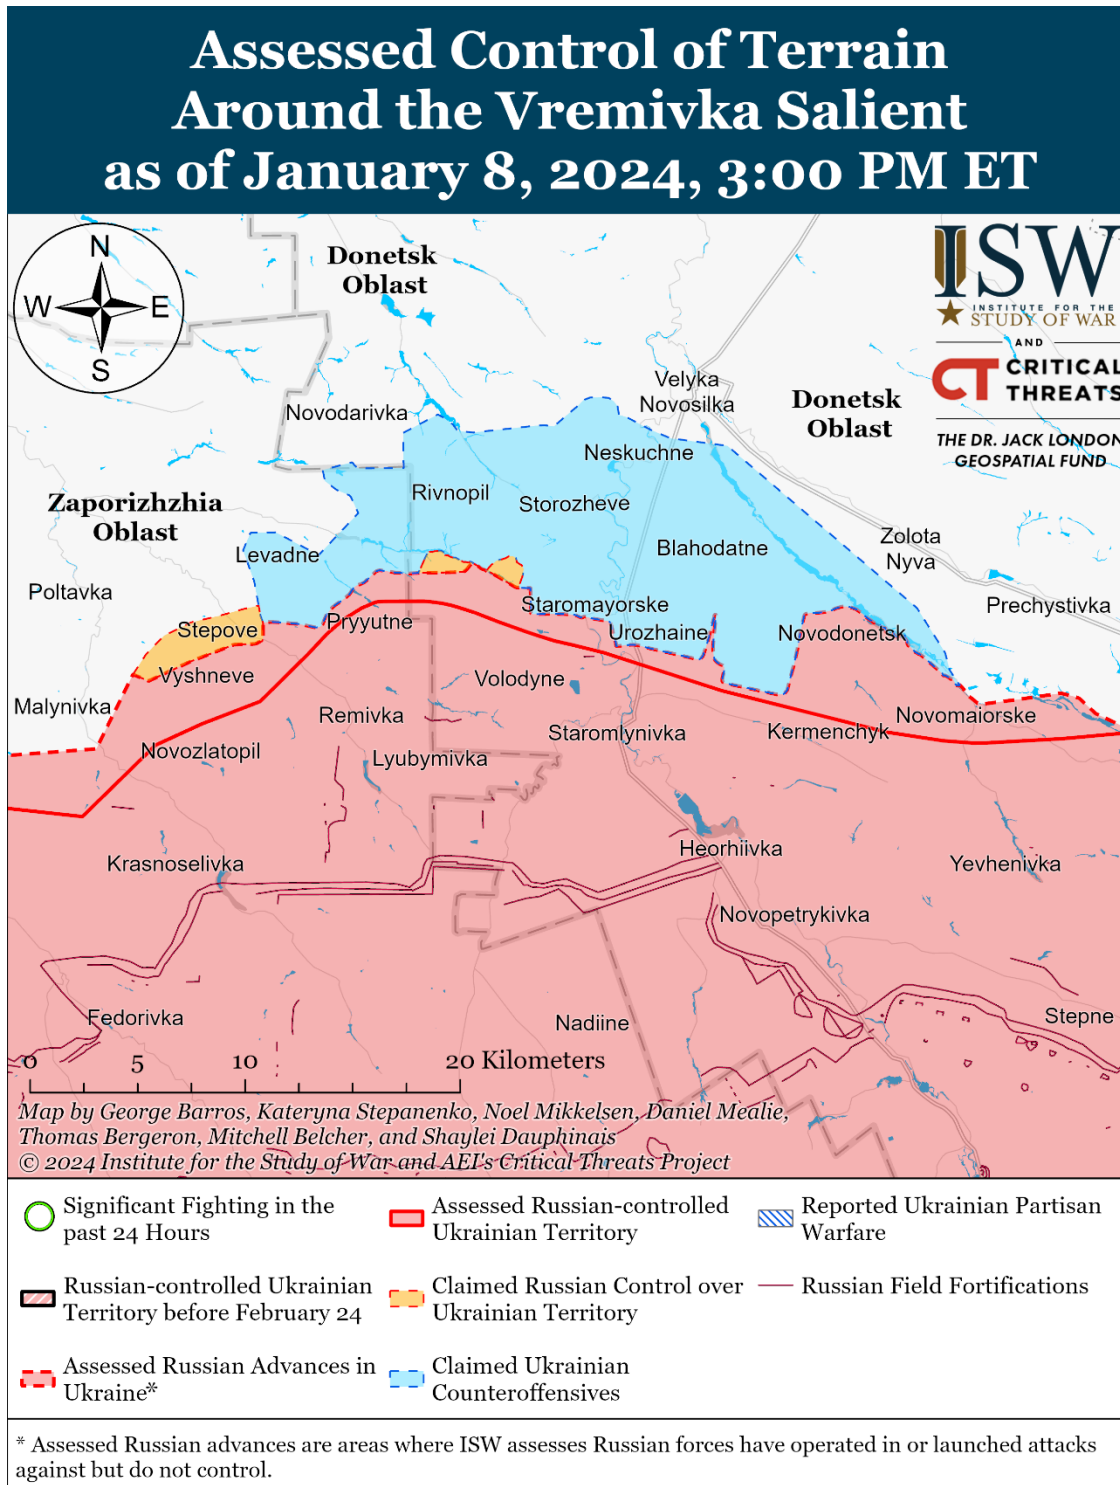 Assessed Control of Terrain
Around the Vremivka Salient
as of January 8, 2024, 3:00 PM ET
N
W E
S
Donetsk
Oblast
ISW
INSTITUTE FOR THE
STUDY OF WAR
AND
CT CRITICAL
THREATS
THE DR. JACK LONDON
GEOSPATIAL FUND
Velyka
Novosilka
Donetsk
Oblast
Novodarivka
Neskuchne
Zaporizhzhia
Oblast
Rivnopil
Storozheve
Levadne
Blahodatne
Zolota
Nyva
Poltavka
Staromayorske
Prechystivka
Stepove
Pryyutne
Urozhaine
Novodonetsk
Vyshneve
Volodyne
Malynivka
Remivka
Staromlynivka
Kermenchyk
Novomaiorske
Novozlatopil
Lyubymivka
Krasnoselivka
Heorhiivka
Yevhenivka
Novopetrykivka
Fedorivka
Nadiine
Stepne
0 5 10 20 Kilometers
Map by George Barros, Kateryna Stepanenko, Noel Mikkelsen, Daniel Mealie,
Thomas Bergeron, Mitchell Belcher, and Shaylei Dauphinais
© 2024 Institute for the Study of War and AEI's Critical Threats Project
Significant Fighting in the
past 24 Hours
Assessed Russian-controlled
Ukrainian Territory
Reported Ukrainian Partisan
Warfare
Russian-controlled Ukrainian
Territory before February 24
Claimed Russian Control over
Ukrainian Territory
Russian Field Fortifications
Assessed Russian Advances in
Ukraine*
Claimed Ukrainian
Counteroffensives
* Assessed Russian advances are areas where ISW assesses Russian forces have operated in or launched attacks
against but do not control.